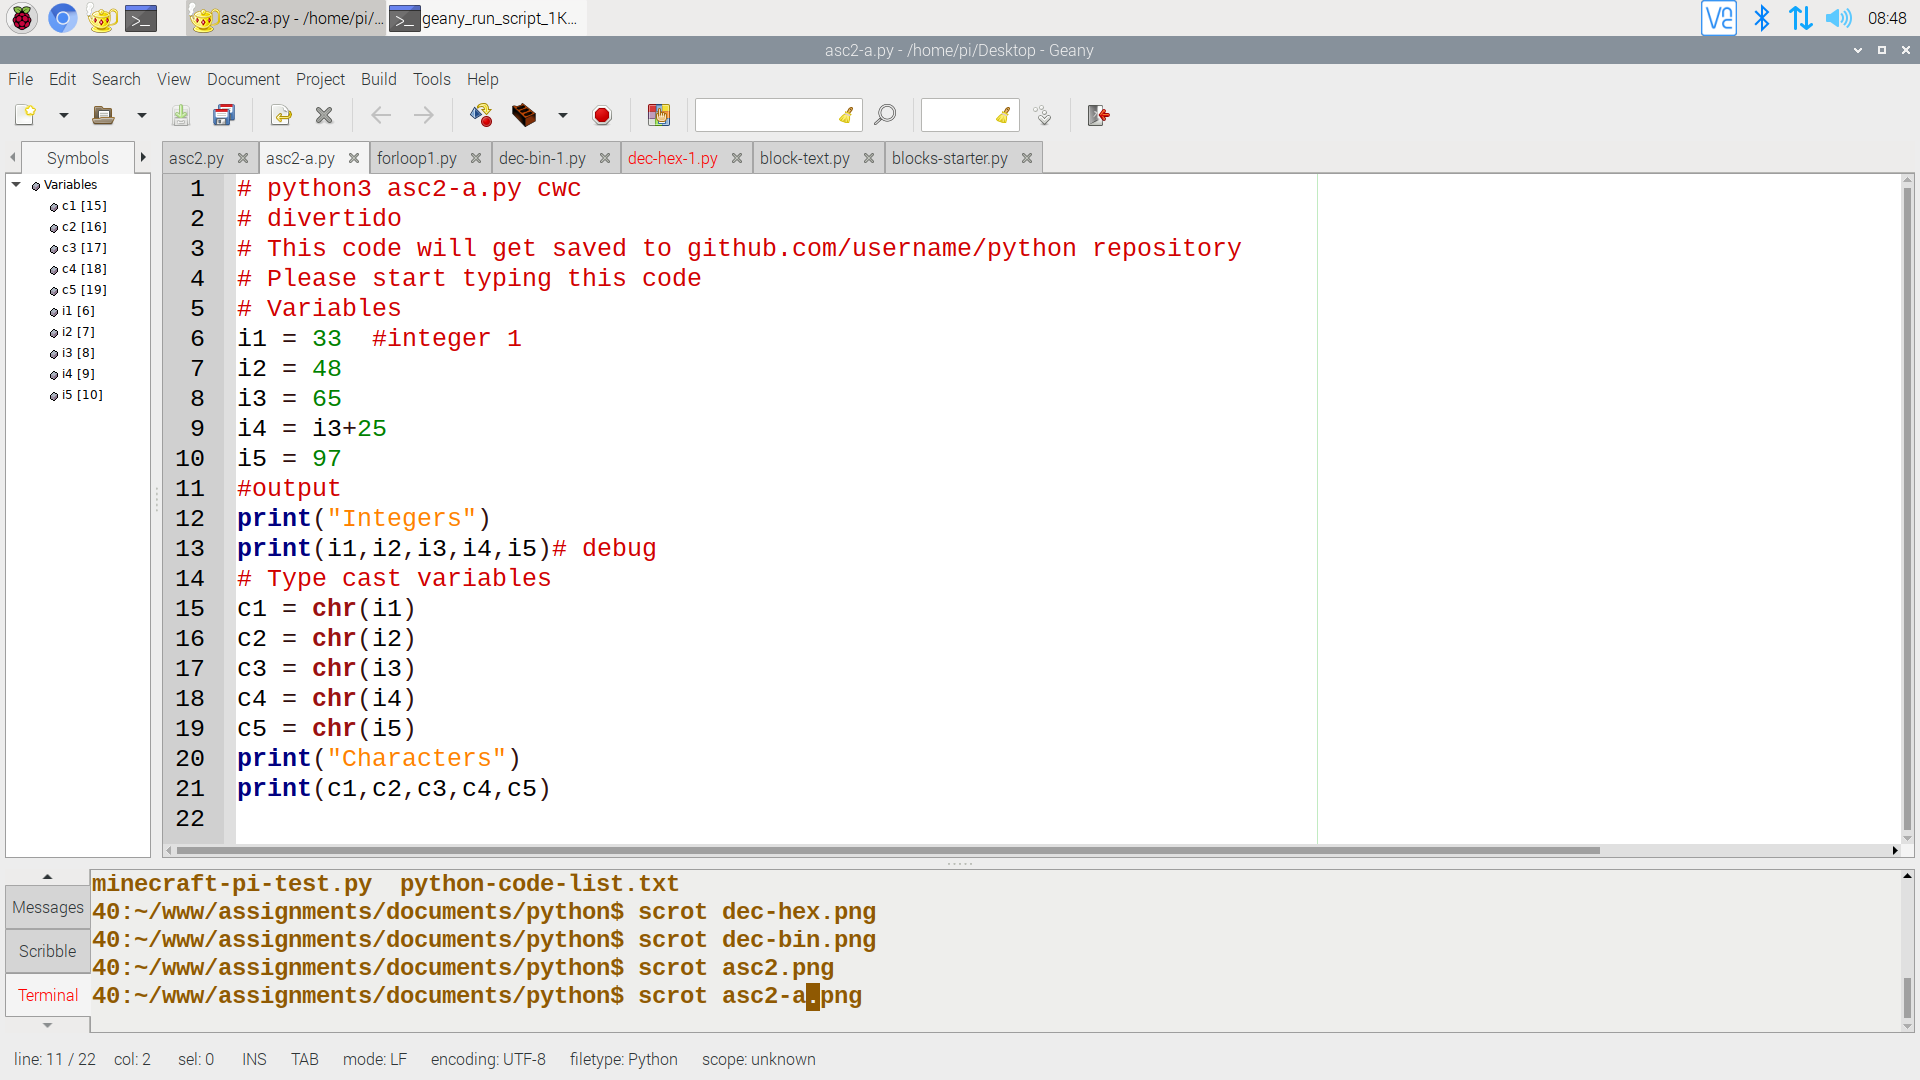 asc2-a.py - /home/pi/...
geany_run_script_1K...
08:48
asc2-a.py - /home/pi/Desktop - Geany
File Edit Search View Document Project Build Tools Help
Symbols
asc2.py asc2-a.py forloop1.py dec-bin-1.py dec-hex-1.py block-text.py blocks-starter.py
Variables
c1 [15]
c2 [16]
c3 [17]
c4 [18]
c5 [19]
i1 [6]
i2 [7]
i3 [8]
i4 [9]
i5 [10]
1 # python3 asc2-a.py cwc
2 # divertido
3 # This code will get saved to github.com/username/python repository
4 # Please start typing this code
5 # Variables
6 i1 = 33  #integer 1
7 i2 = 48
8 i3 = 65
9 i4 = i3+25
10 i5 = 97
11 #output
12 print("Integers")
13 print(i1,i2,i3,i4,i5)# debug
14 # Type cast variables
15 c1 = chr(i1)
16 c2 = chr(i2)
17 c3 = chr(i3)
18 c4 = chr(i4)
19 c5 = chr(i5)
20 print("Characters")
21 print(c1,c2,c3,c4,c5)
22
Messages
Scribble
Terminal
minecraft-pi-test.py  python-code-list.txt
40:~/www/assignments/documents/python$ scrot dec-hex.png
40:~/www/assignments/documents/python$ scrot dec-bin.png
40:~/www/assignments/documents/python$ scrot asc2.png
40:~/www/assignments/documents/python$ scrot asc2-a.png
line: 11 / 22 col: 2 sel: 0 INS TAB mode: LF encoding: UTF-8 filetype: Python scope: unknown